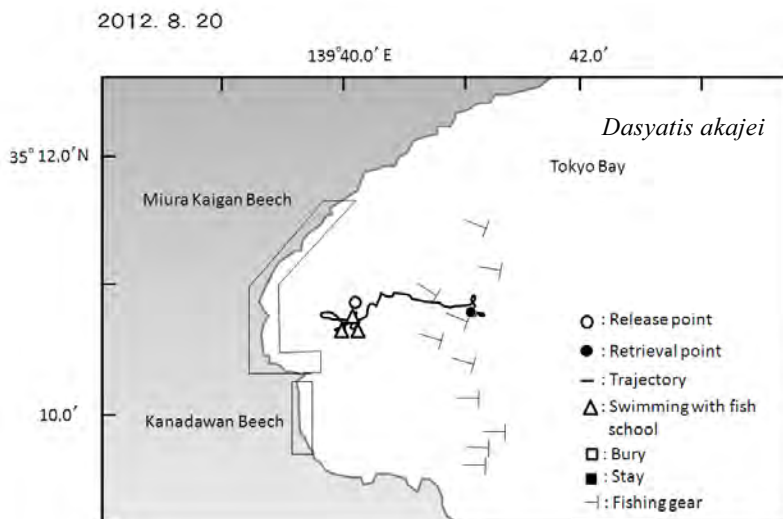 2012. 8. 20
139°40.0' E
42.0'
Dasyatis akajei
35° 12.0'N
Tokyo Bay
Miura Kaigan Beech
: Release point
: Retrieval point
: Trajectory
: Swimming with fish
school
10.0'
Kanadawan Beech
: Bury
: Stay
: Fishing gear